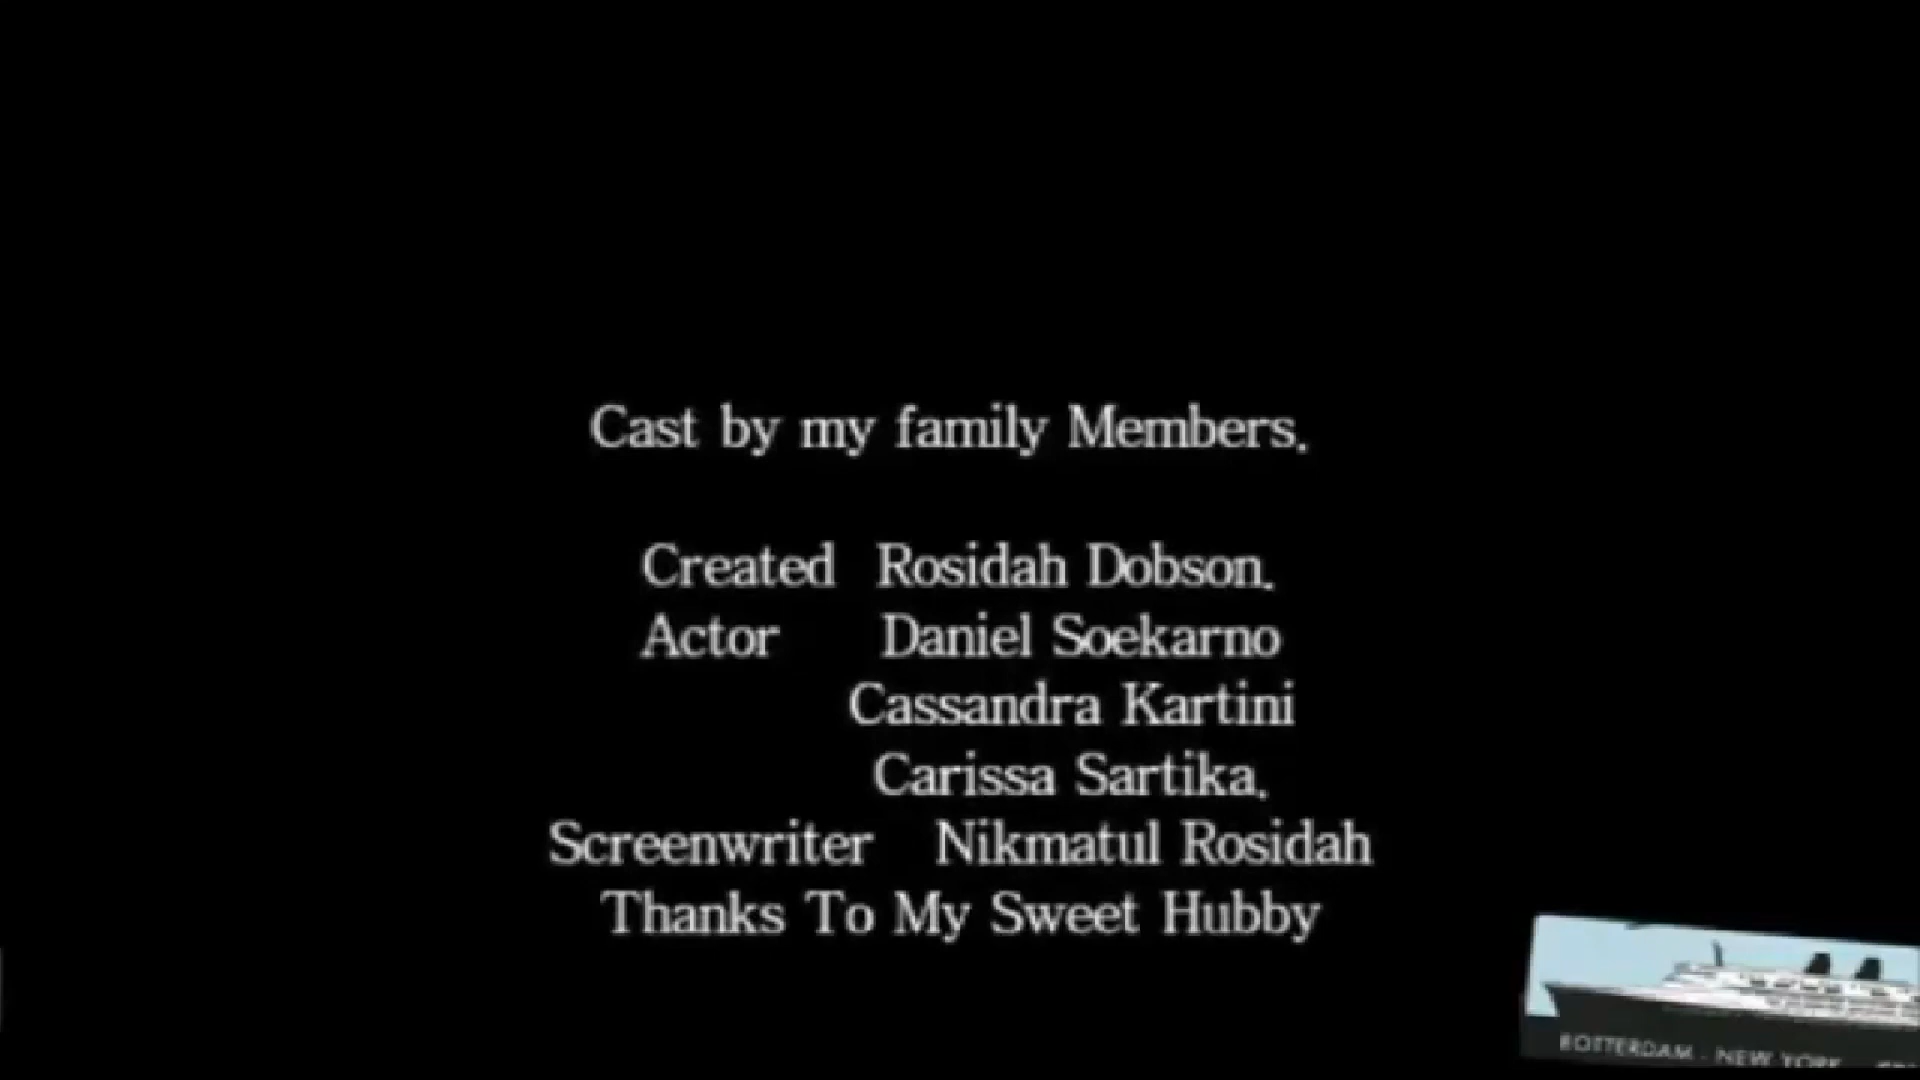 Cast by my family Members.
Created Rosidah Dobson.
Actor Daniel Soekarno
Cassandra Kartini
Carissa Sartika.
Screenwriter Nikmatul Rosidah
Thanks To My Sweet Hubby
ROTTERDAM - NEW YORK